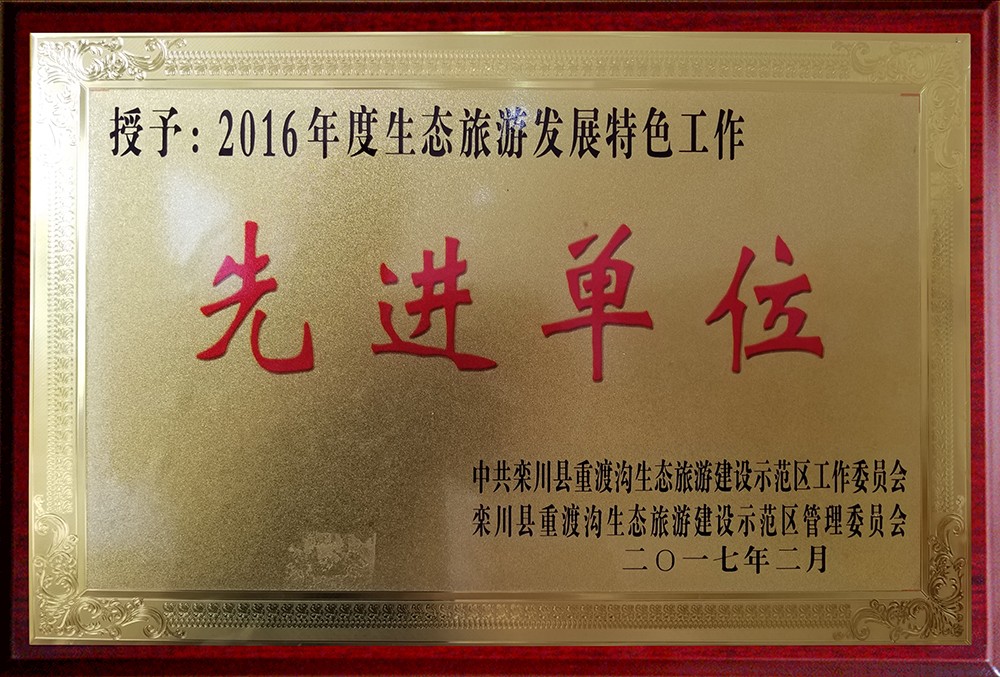 授予：2016年度生态旅游发展特色工作
先进单位
中共栾川县重渡沟生态旅游建设示范区工作委员会
栾川县重渡沟生态旅游建设示范区管理委员会
二〇一七年二月